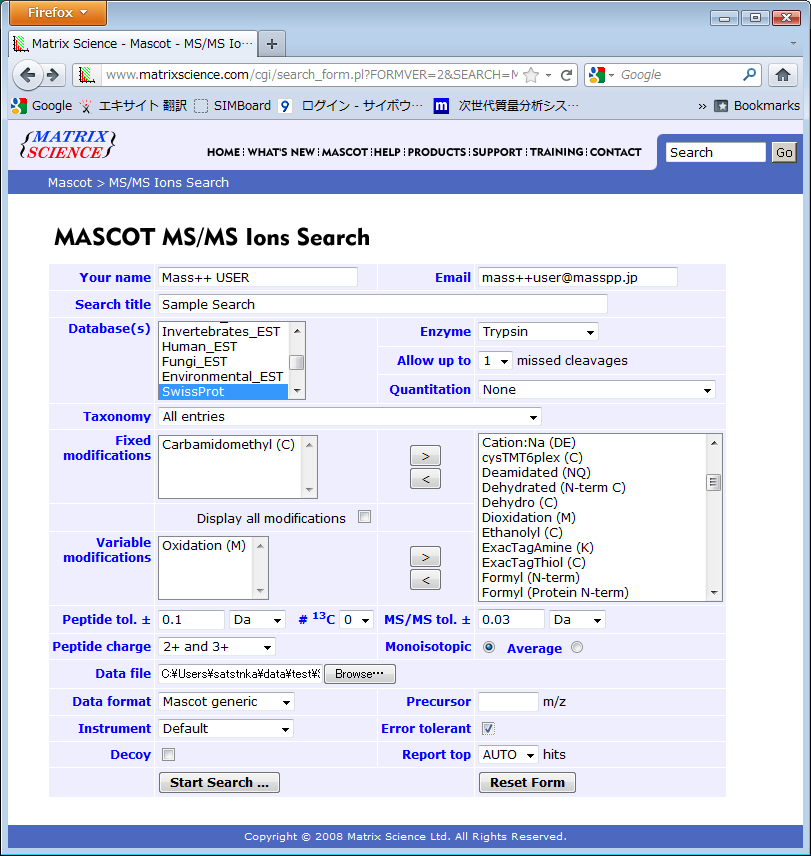 Firefox
Matrix Science - Mascot - MS/MS Io...
www.matrixscience.com/cgi/search_form.pl?FORMVER=2&SEARCH=M
Google
Google エキサイト 翻訳 SIMBoard 9 ログイン - サイボウ... m 次世代質量分析シス... » Bookmarks
{MATRIX SCIENCE}
HOME WHAT'S NEW MASCOT HELP PRODUCTS SUPPORT TRAINING CONTACT
Search Go
Mascot > MS/MS Ions Search
MASCOT MS/MS Ions Search
Your name Mass++ USER Email mass++user@masspp.jp
Search title Sample Search
Database(s)
Invertebrates_EST
Human_EST
Fungi_EST
Environmental_EST
SwissProt
Enzyme Trypsin
Allow up to 1 missed cleavages
Quantitation None
Taxonomy All entries
Fixed modifications
Carbamidomethyl (C)
>
<
Display all modifications
Variable modifications
Oxidation (M)
>
<
Cation:Na (DE)
cysTMT6plex (C)
Deamidated (NQ)
Dehydrated (N-term C)
Dehydro (C)
Dioxidation (M)
Ethanolyl (C)
ExacTagAmine (K)
ExacTagThiol (C)
Formyl (N-term)
Formyl (Protein N-term)
Peptide tol. ± 0.1 Da # 13C 0 MS/MS tol. ± 0.03 Da
Peptide charge 2+ and 3+ Monoisotopic Average
Data file C:¥Users¥satstnka¥data¥test¥ Browse...
Data format Mascot generic Precursor m/z
Instrument Default Error tolerant
Decoy Report top AUTO hits
Start Search ... Reset Form
Copyright © 2008 Matrix Science Ltd. All Rights Reserved.